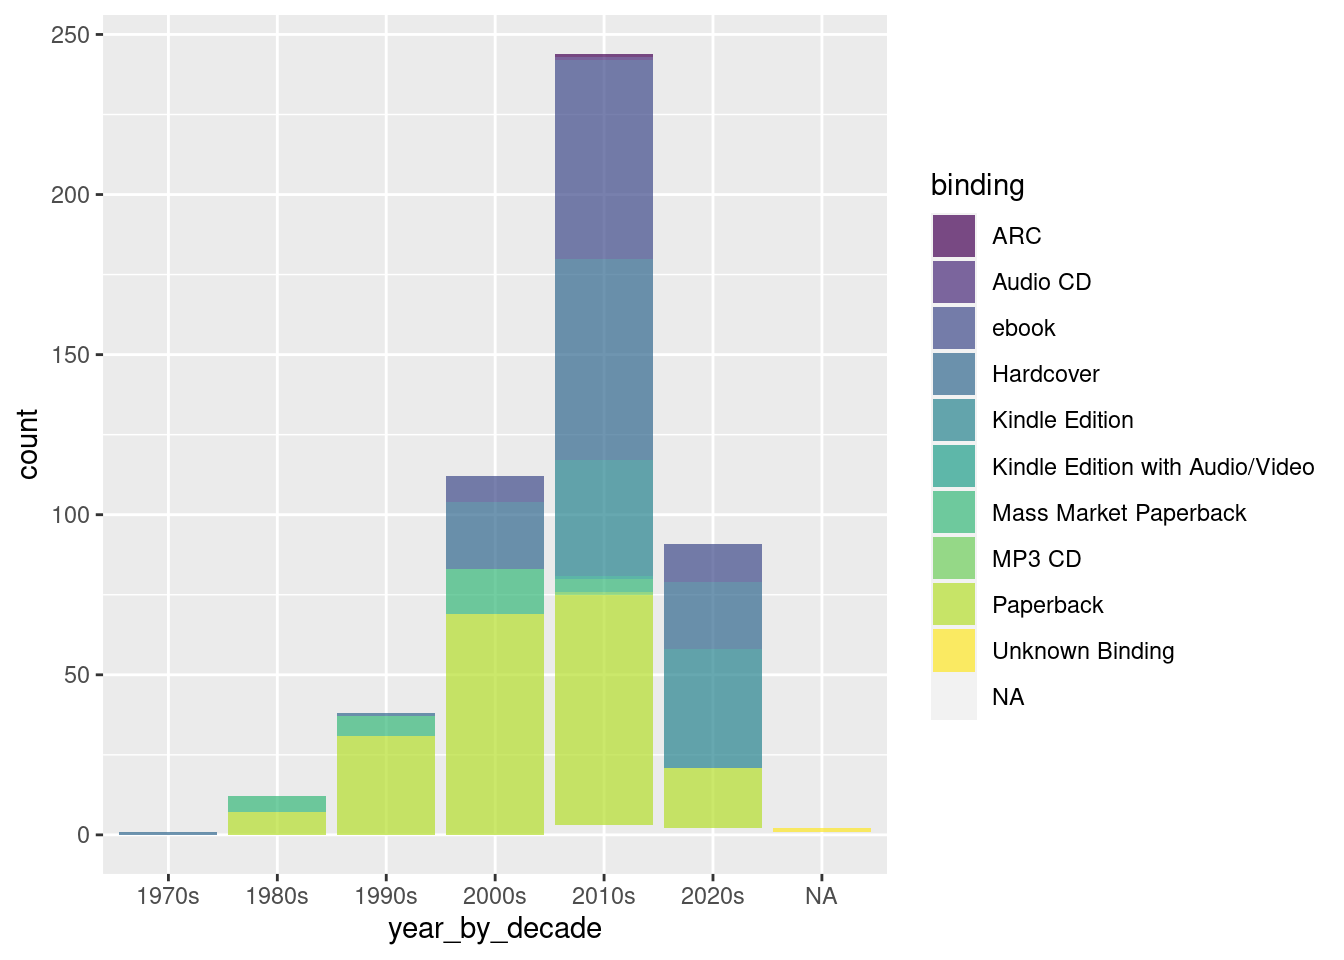 250
200
150
100
50
0
count
1970s 1980s 1990s 2000s 2010s 2020s NA
year_by_decade
binding
ARC
Audio CD
ebook
Hardcover
Kindle Edition
Kindle Edition with Audio/Video
Mass Market Paperback
MP3 CD
Paperback
Unknown Binding
NA